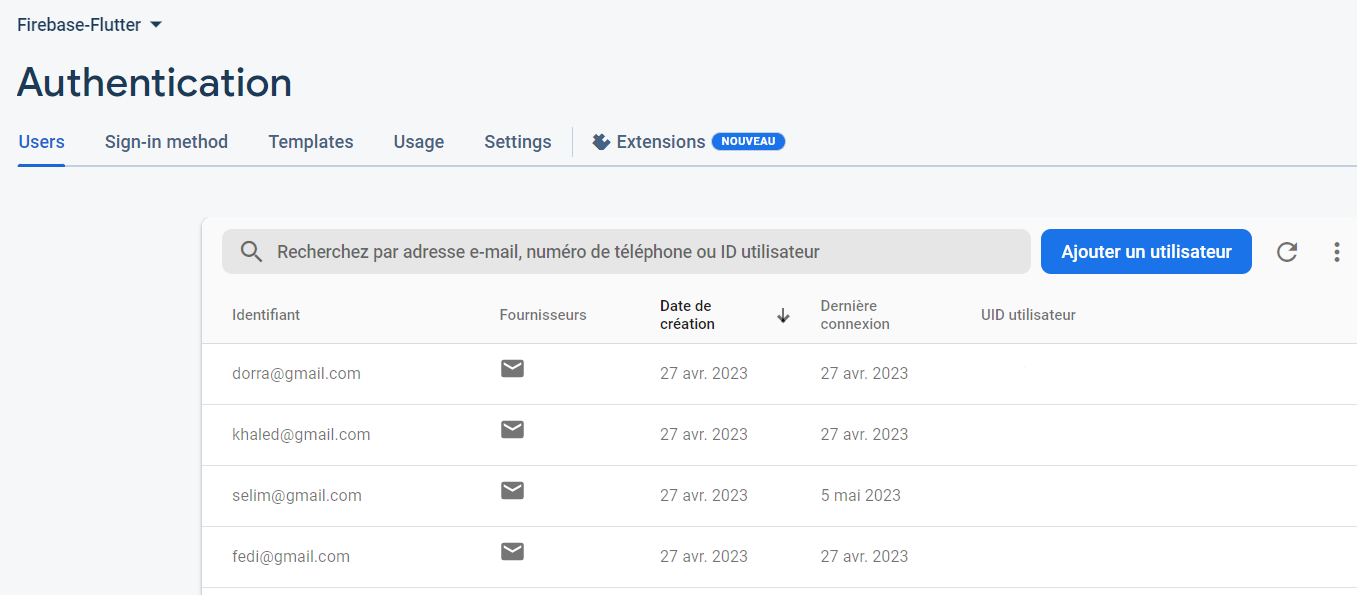 Firebase-Flutter
Authentication
Users Sign-in method Templates Usage Settings Extensions NOUVEAU
Recherchez par adresse e-mail, numéro de téléphone ou ID utilisateur Ajouter un utilisateur
Identifiant Fournisseurs Date de création Dernière connexion UID utilisateur
dorra@gmail.com 27 avr. 2023 27 avr. 2023
khaled@gmail.com 27 avr. 2023 27 avr. 2023
selim@gmail.com 27 avr. 2023 5 mai 2023
fedi@gmail.com 27 avr. 2023 27 avr. 2023